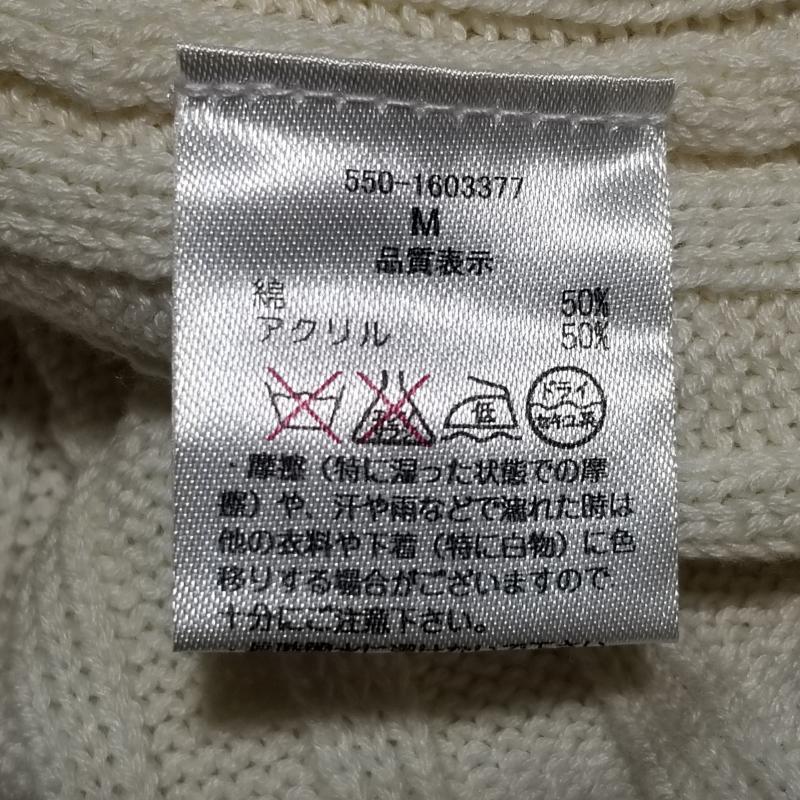 550-1603377
M
品質表示
綿 50%
アクリル 50%
低
ドライ
・摩擦（特に湿った状態での摩
擦）や、汗や雨などで濡れた時は
他の衣料や下着（特に白物）に色
移りする場合がございますので
十分にご注意下さい。